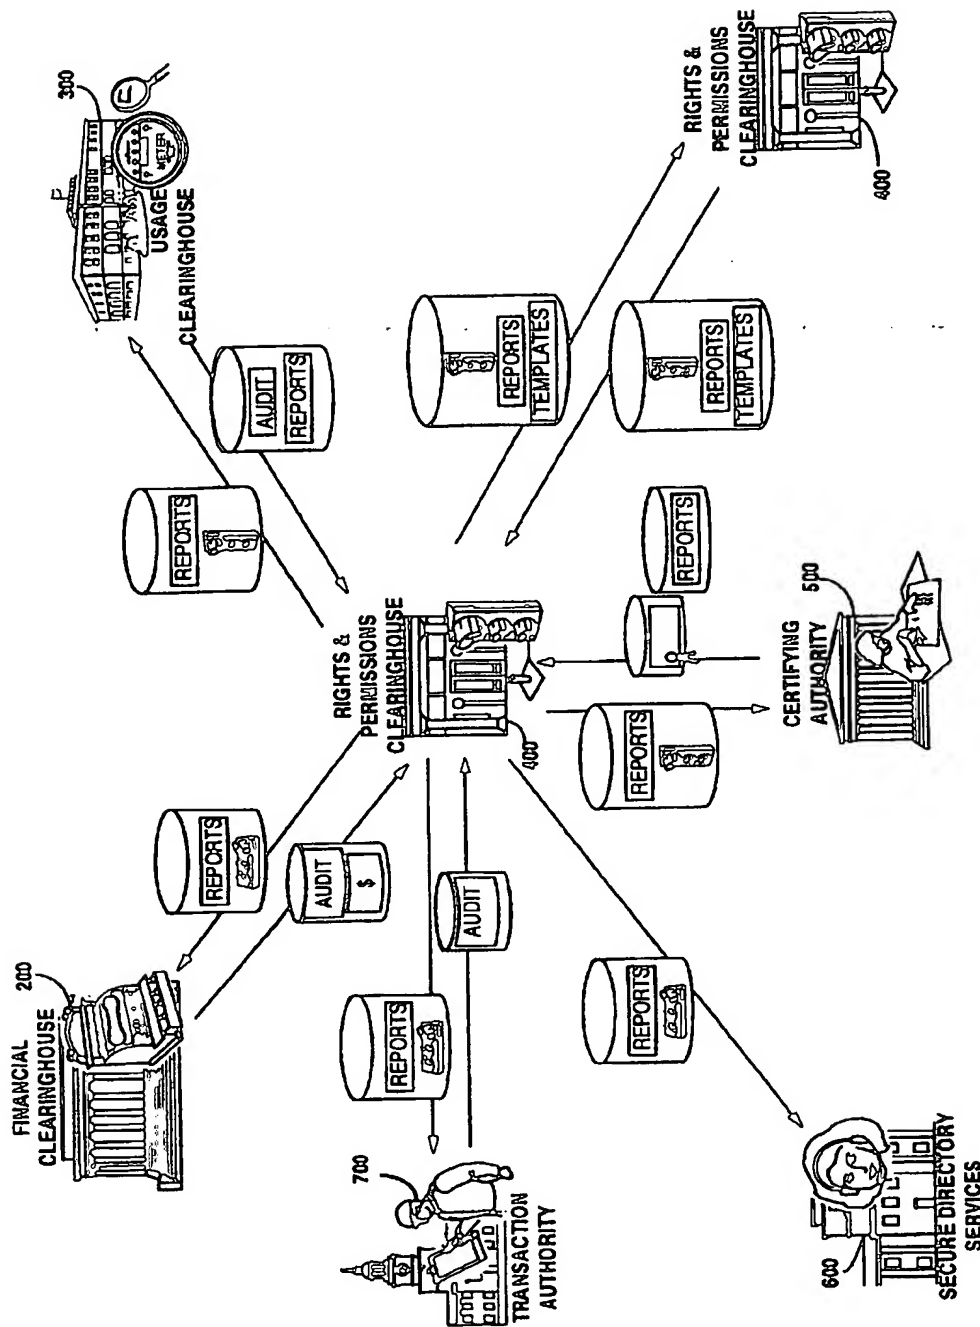 FINANCIAL
CLEARINGHOUSE
200
REPORTS
AUDIT
$
USAGE
CLEARINGHOUSE
300
METER
REPORTS
AUDIT
REPORTS
RIGHTS &
PERMISSIONS
CLEARINGHOUSE
400
TRANSACTION
AUTHORITY
700
REPORTS
AUDIT
REPORTS
TEMPLATES
REPORTS
TEMPLATES
SECURE DIRECTORY
SERVICES
600
REPORTS
CERTIFYING
AUTHORITY
500
REPORTS
REPORTS
RIGHTS &
PERMISSIONS
CLEARINGHOUSE
400